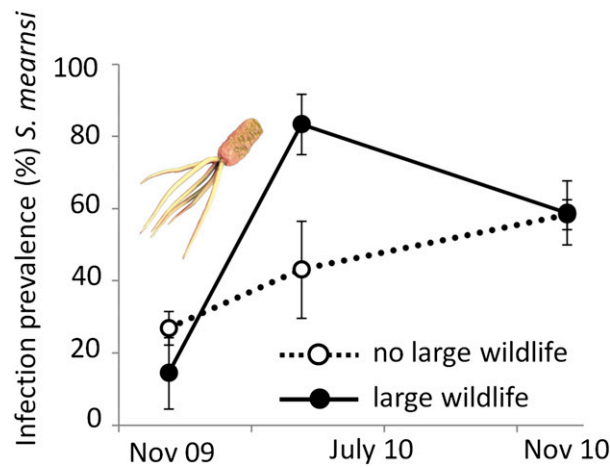 Infection prevalence (%) S. mearnsi
100
80
60
40
20
0
no large wildlife
large wildlife
Nov 09
July 10
Nov 10